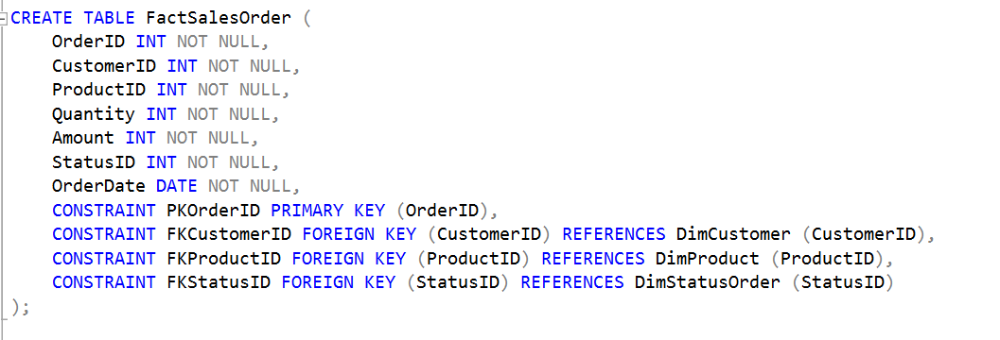 CREATE TABLE FactSalesOrder (
    OrderID INT NOT NULL,
    CustomerID INT NOT NULL,
    ProductID INT NOT NULL,
    Quantity INT NOT NULL,
    Amount INT NOT NULL,
    StatusID INT NOT NULL,
    OrderDate DATE NOT NULL,
    CONSTRAINT PKOrderID PRIMARY KEY (OrderID),
    CONSTRAINT FKCustomerID FOREIGN KEY (CustomerID) REFERENCES DimCustomer (CustomerID),
    CONSTRAINT FKProductID FOREIGN KEY (ProductID) REFERENCES DimProduct (ProductID),
    CONSTRAINT FKStatusID FOREIGN KEY (StatusID) REFERENCES DimStatusOrder (StatusID)
);